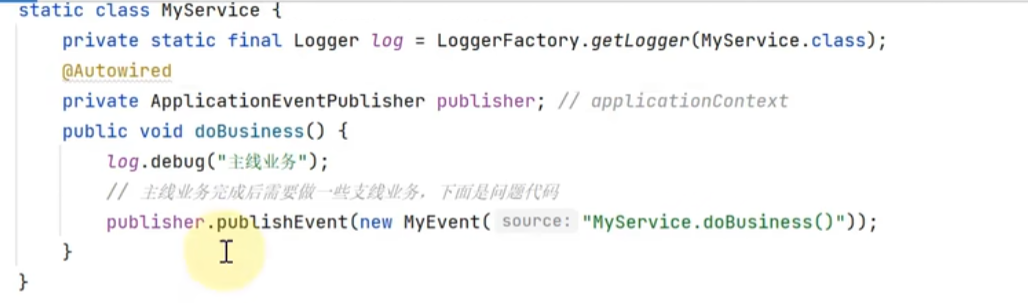 static class MyService {
private static final Logger log = LoggerFactory.getLogger(MyService.class);
@Autowired
private ApplicationEventPublisher publisher; // applicationContext
public void doBusiness() {
log.debug("主线业务");
// 主线业务完成后需要做一些支线业务，下面是问题代码
publisher.publishEvent(new MyEvent( source: "MyService.doBusiness()"));
}
}